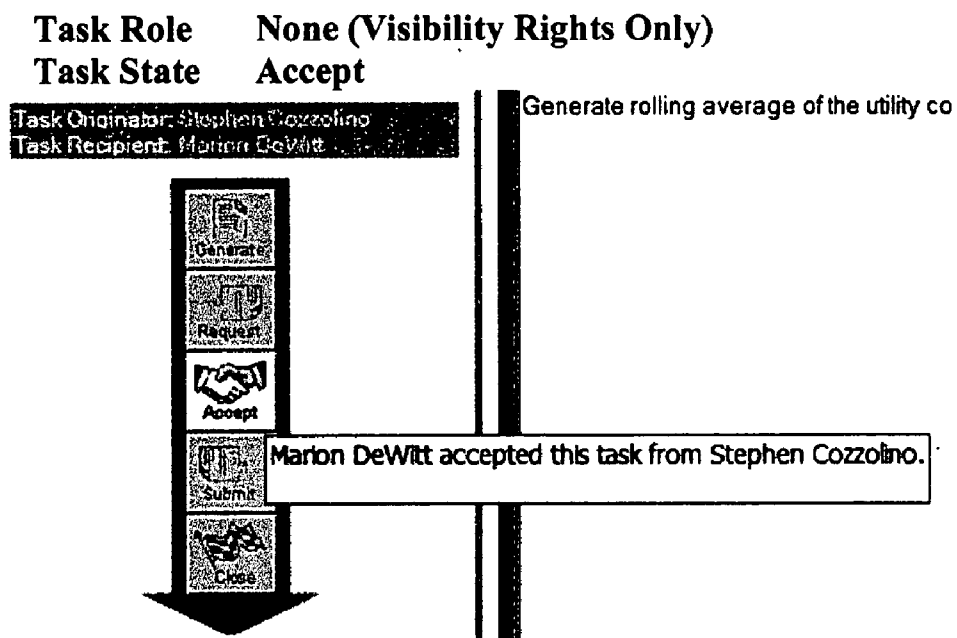 Task Role None (Visibility Rights Only)
Task State Accept
Task Originator: Stephen Cozzolino
Task Recipient: Marion DeWitt
Generate rolling average of the utility co
Generate
Request
Accept
Submit
Marion DeWitt accepted this task from Stephen Cozzolino.
Close